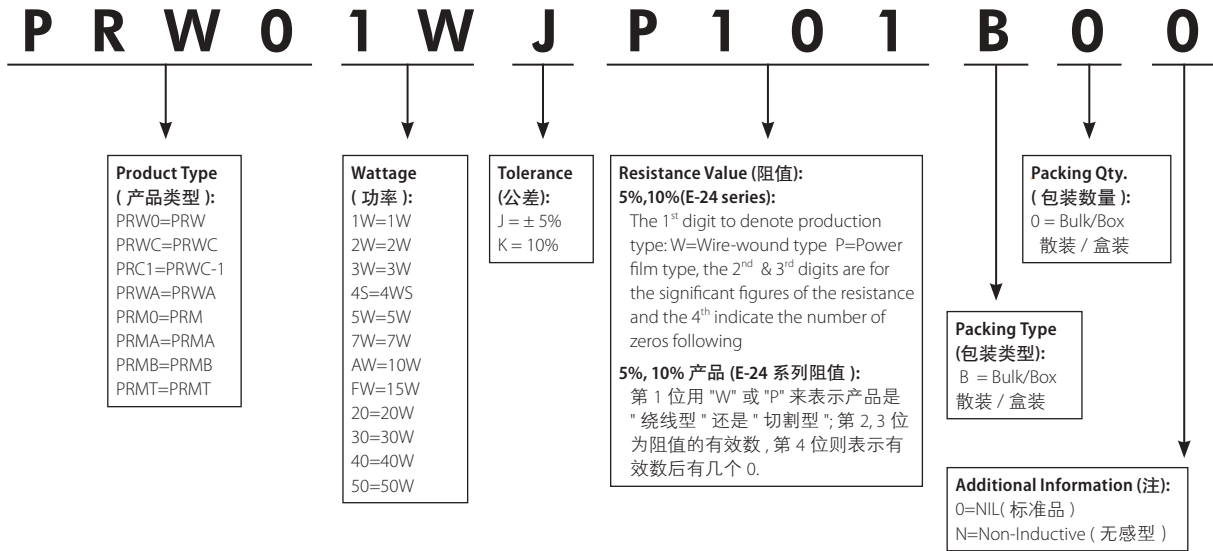 PRW0 1W J P101 B 0 0
Product Type
( 产品类型 ):
PRW0=PRW
PRWC=PRWC
PRC1=PRWC-1
PRWA=PRWA
PRM0=PRM
PRMA=PRMA
PRMB=PRMB
PRMT=PRMT
Wattage
( 功率 ):
1W=1W
2W=2W
3W=3W
4S=4WS
5W=5W
7W=7W
AW=10W
FW=15W
20=20W
30=30W
40=40W
50=50W
Tolerance
(公差):
J = ± 5%
K = 10%
Resistance Value (阻值):
5%,10%(E-24 series):
The 1st digit to denote production
type: W=Wire-wound type P=Power
film type, the 2nd & 3rd digits are for
the significant figures of the resistance
and the 4th indicate the number of
zeros following
5%, 10% 产品 (E-24 系列阻值 ):
第 1 位用 "W" 或 "P" 来表示产品是
" 绕线型 " 还是 " 切割型 "; 第 2, 3 位
为阻值的有效数 , 第 4 位则表示有
效数后有几个 0.
Packing Type
(包装类型):
B = Bulk/Box
散装 / 盒装
Packing Qty.
( 包装数量 ):
0 = Bulk/Box
散装 / 盒装
Additional Information (注):
0=NIL( 标准品 )
N=Non-Inductive ( 无感型 )